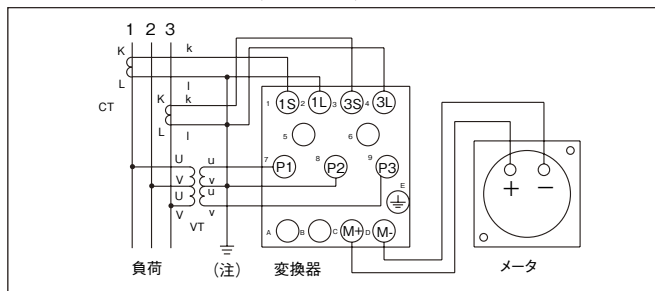 1 2 3
K k
L l
CT
K k
L l
1 1S 2 1L 3 3S 4 3L
5 6
7 8 9
U u
P1 P2 P3
V v
U u
V v
VT
E
+ −
A B C M+ D M-
負荷 (注) 変換器 メータ